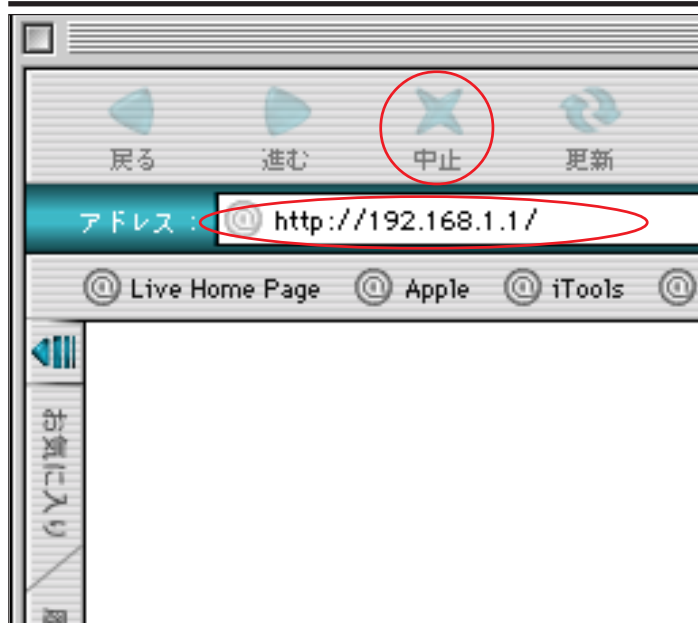 戻る 進む 中止 更新
アドレス : @ http://192.168.1.1/
@ Live Home Page @ Apple @ iTools @
お気に入り